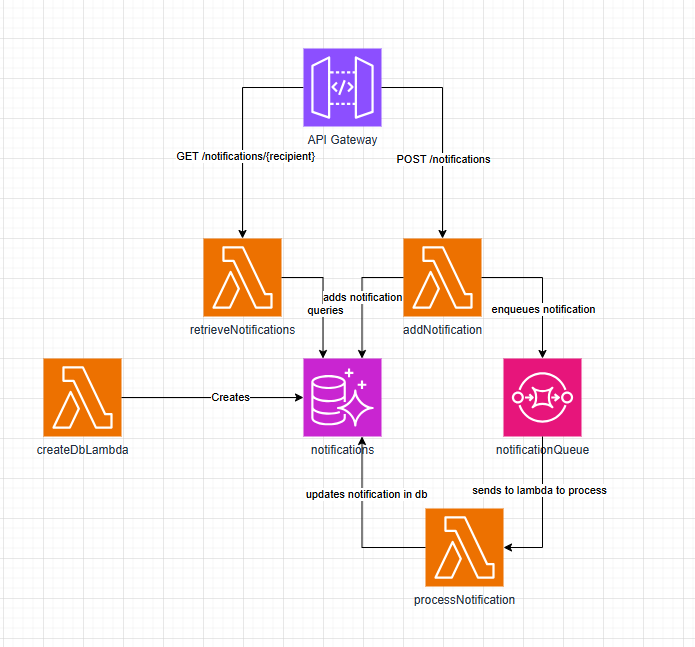 </>
API Gateway
GET /notifications/{recipient}
POST /notifications
adds notification
queries
enqueues notification
retrieveNotifications
addNotification
Creates
createDbLambda
notifications
notificationQueue
updates notification in db
sends to lambda to process
processNotification